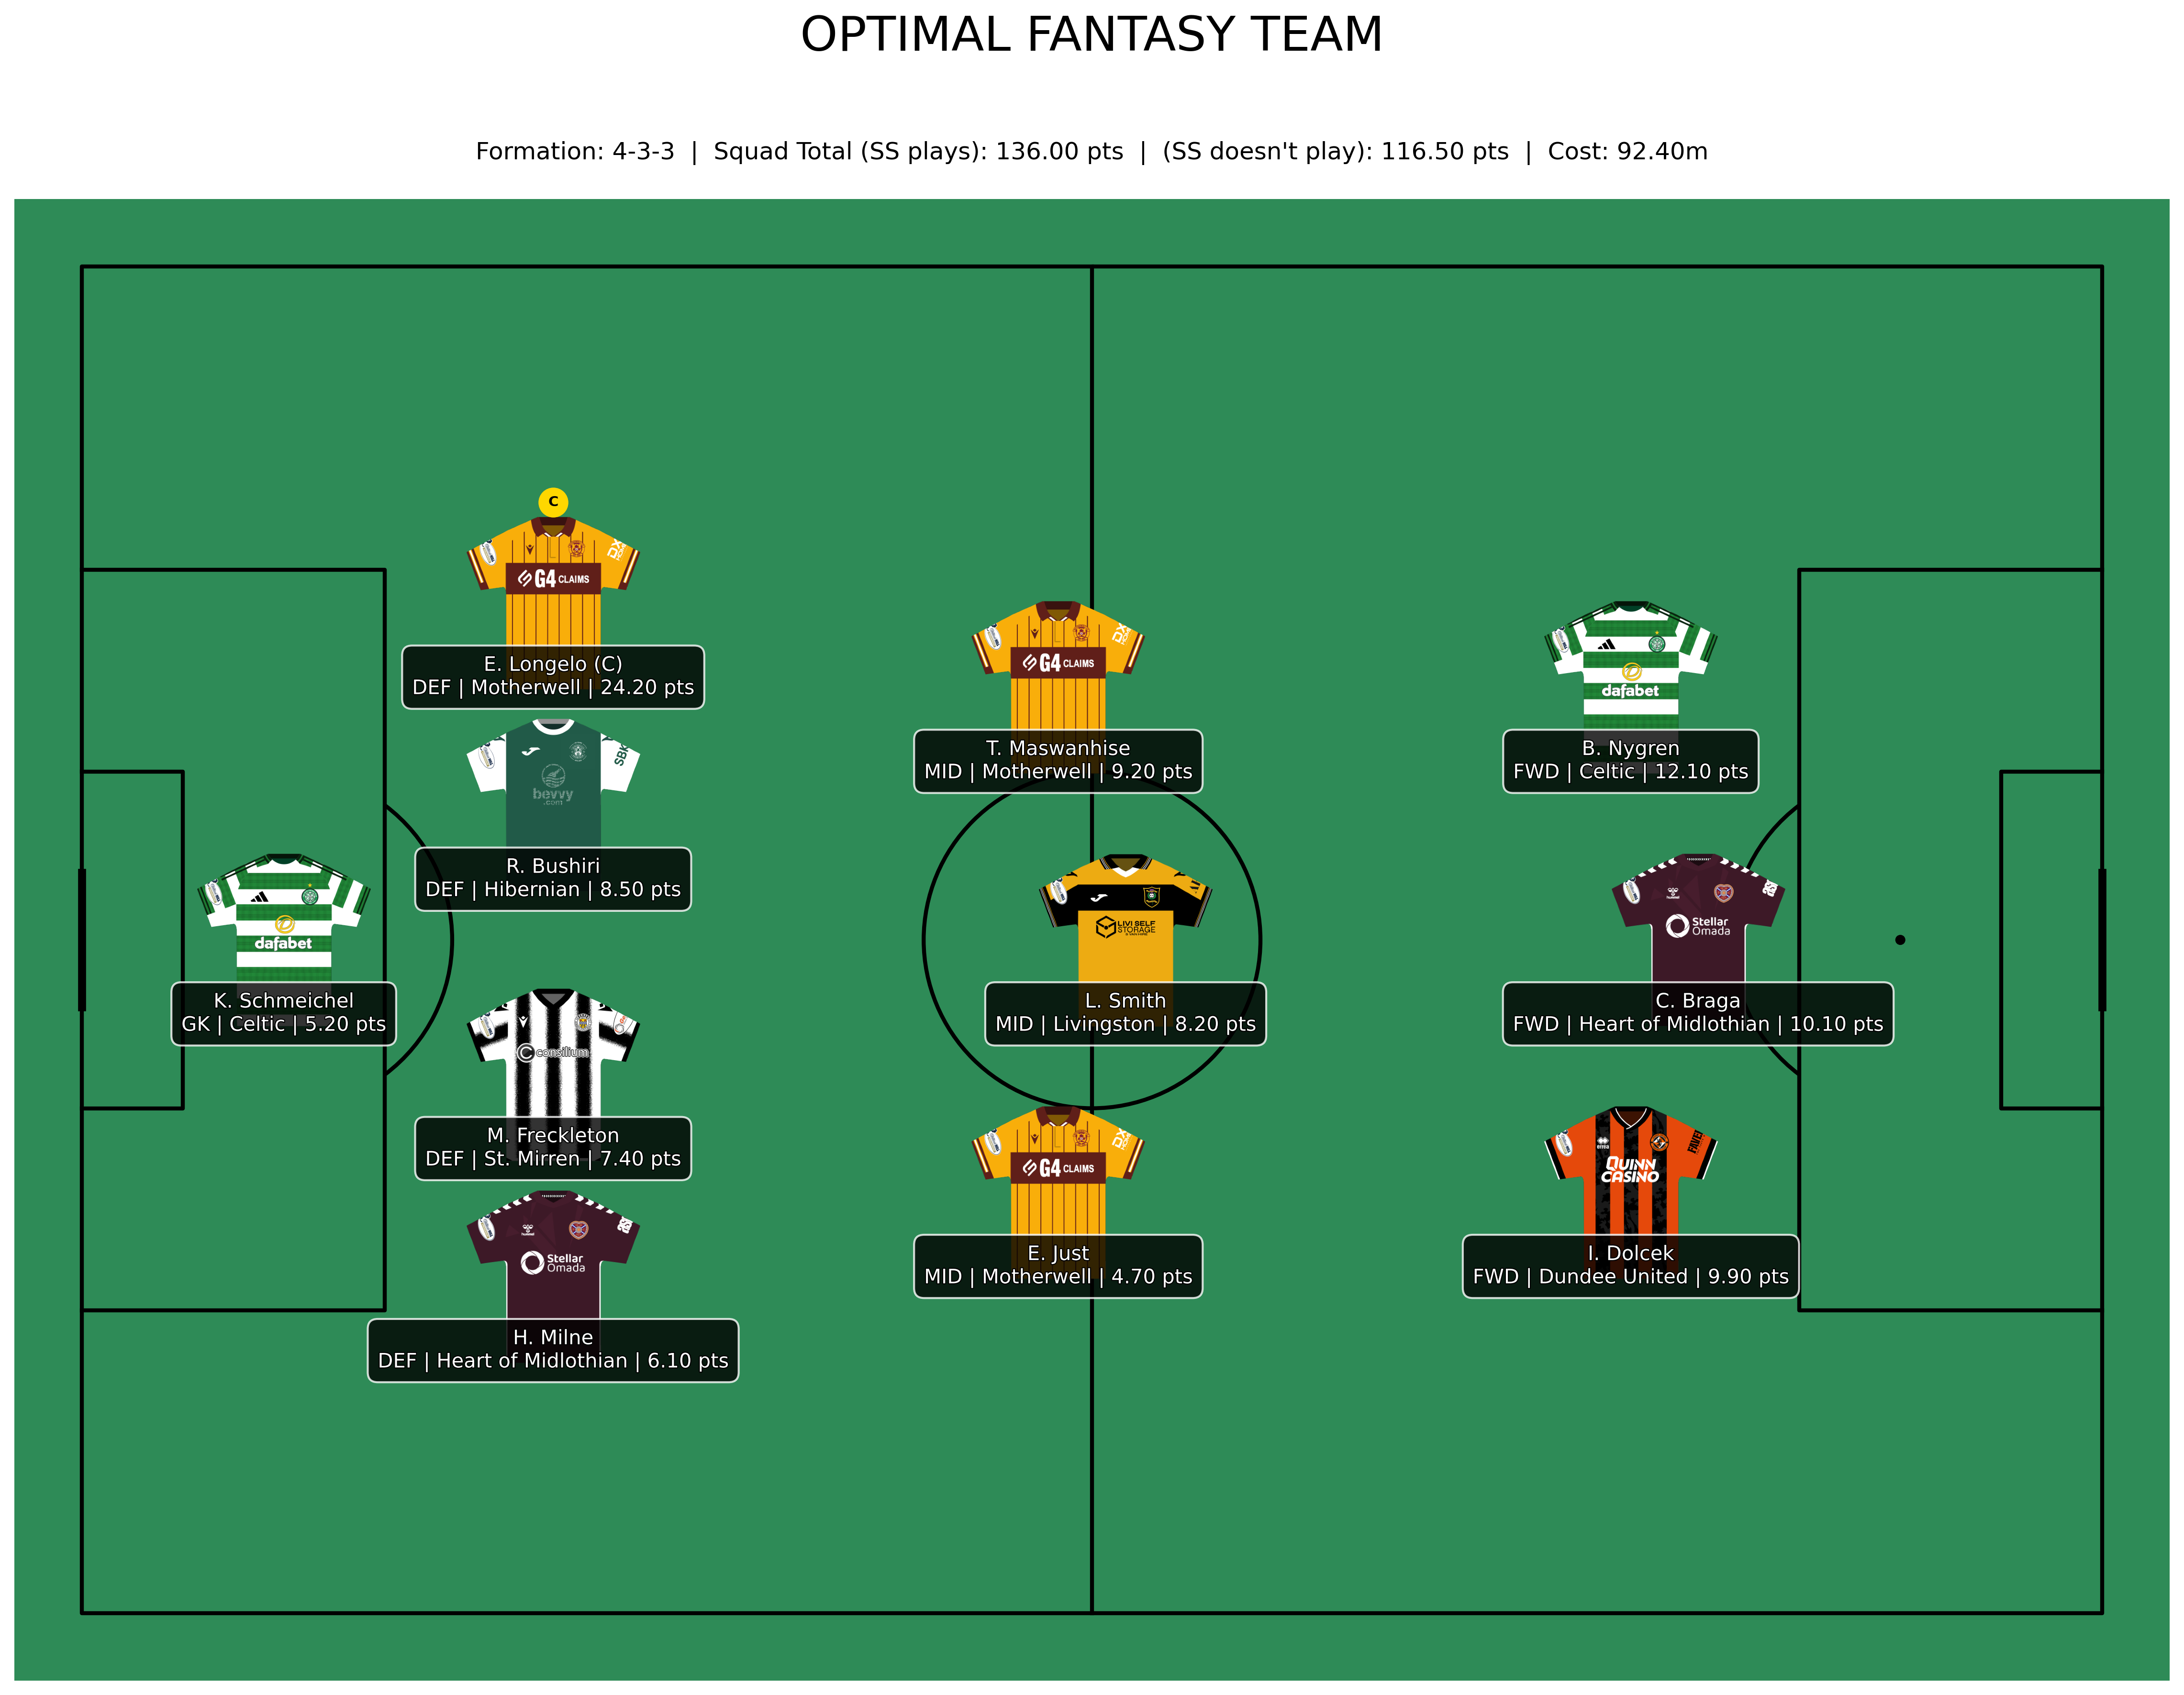 OPTIMAL FANTASY TEAM
Formation: 4-3-3 | Squad Total (SS plays): 136.00 pts | (SS doesn't play): 116.50 pts | Cost: 92.40m
C
G4 CLAIMS
E. Longelo (C)
DEF | Motherwell | 24.20 pts
SBK
bevvy
.com
R. Bushiri
DEF | Hibernian | 8.50 pts
dafabet
K. Schmeichel
GK | Celtic | 5.20 pts
consilium
M. Freckleton
DEF | St. Mirren | 7.40 pts
Stellar
Omada
H. Milne
DEF | Heart of Midlothian | 6.10 pts
G4 CLAIMS
T. Maswanhise
MID | Motherwell | 9.20 pts
LIVI SELF
STORAGE
L. Smith
MID | Livingston | 8.20 pts
G4 CLAIMS
E. Just
MID | Motherwell | 4.70 pts
dafabet
B. Nygren
FWD | Celtic | 12.10 pts
Stellar
Omada
C. Braga
FWD | Heart of Midlothian | 10.10 pts
QUINN
CASINO
I. Dolcek
FWD | Dundee United | 9.90 pts